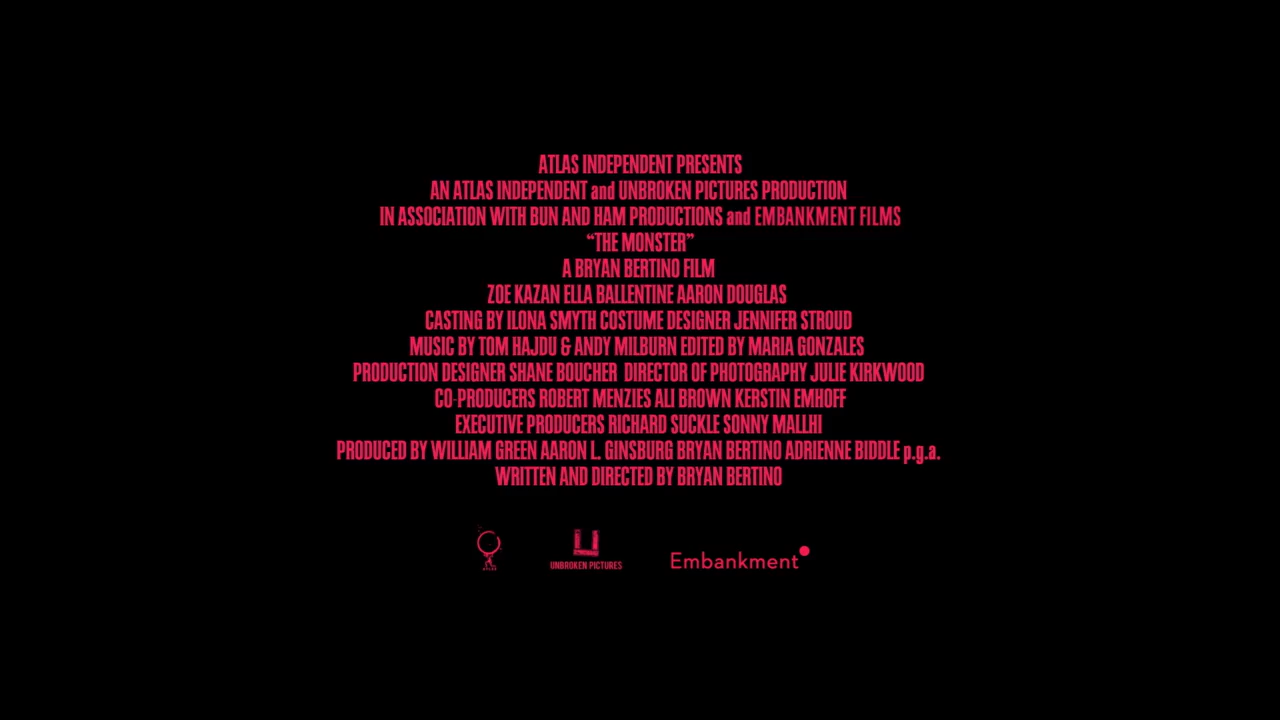 ATLAS INDEPENDENT PRESENTS
AN ATLAS INDEPENDENT and UNBROKEN PICTURES PRODUCTION
IN ASSOCIATION WITH BUN AND HAM PRODUCTIONS and EMBANKMENT FILMS
“THE MONSTER”
A BRYAN BERTINO FILM
ZOE KAZAN ELLA BALLENTINE AARON DOUGLAS
CASTING BY ILONA SMYTH COSTUME DESIGNER JENNIFER STROUD
MUSIC BY TOM HAJDU & ANDY MILBURN EDITED BY MARIA GONZALES
PRODUCTION DESIGNER SHANE BOUCHER DIRECTOR OF PHOTOGRAPHY JULIE KIRKWOOD
CO-PRODUCERS ROBERT MENZIES ALI BROWN KERSTIN EMHOFF
EXECUTIVE PRODUCERS RICHARD SUCKLE SONNY MALLHI
PRODUCED BY WILLIAM GREEN AARON L. GINSBURG BRYAN BERTINO ADRIENNE BIDDLE p.g.a.
WRITTEN AND DIRECTED BY BRYAN BERTINO
UNBROKEN PICTURES
Embankment